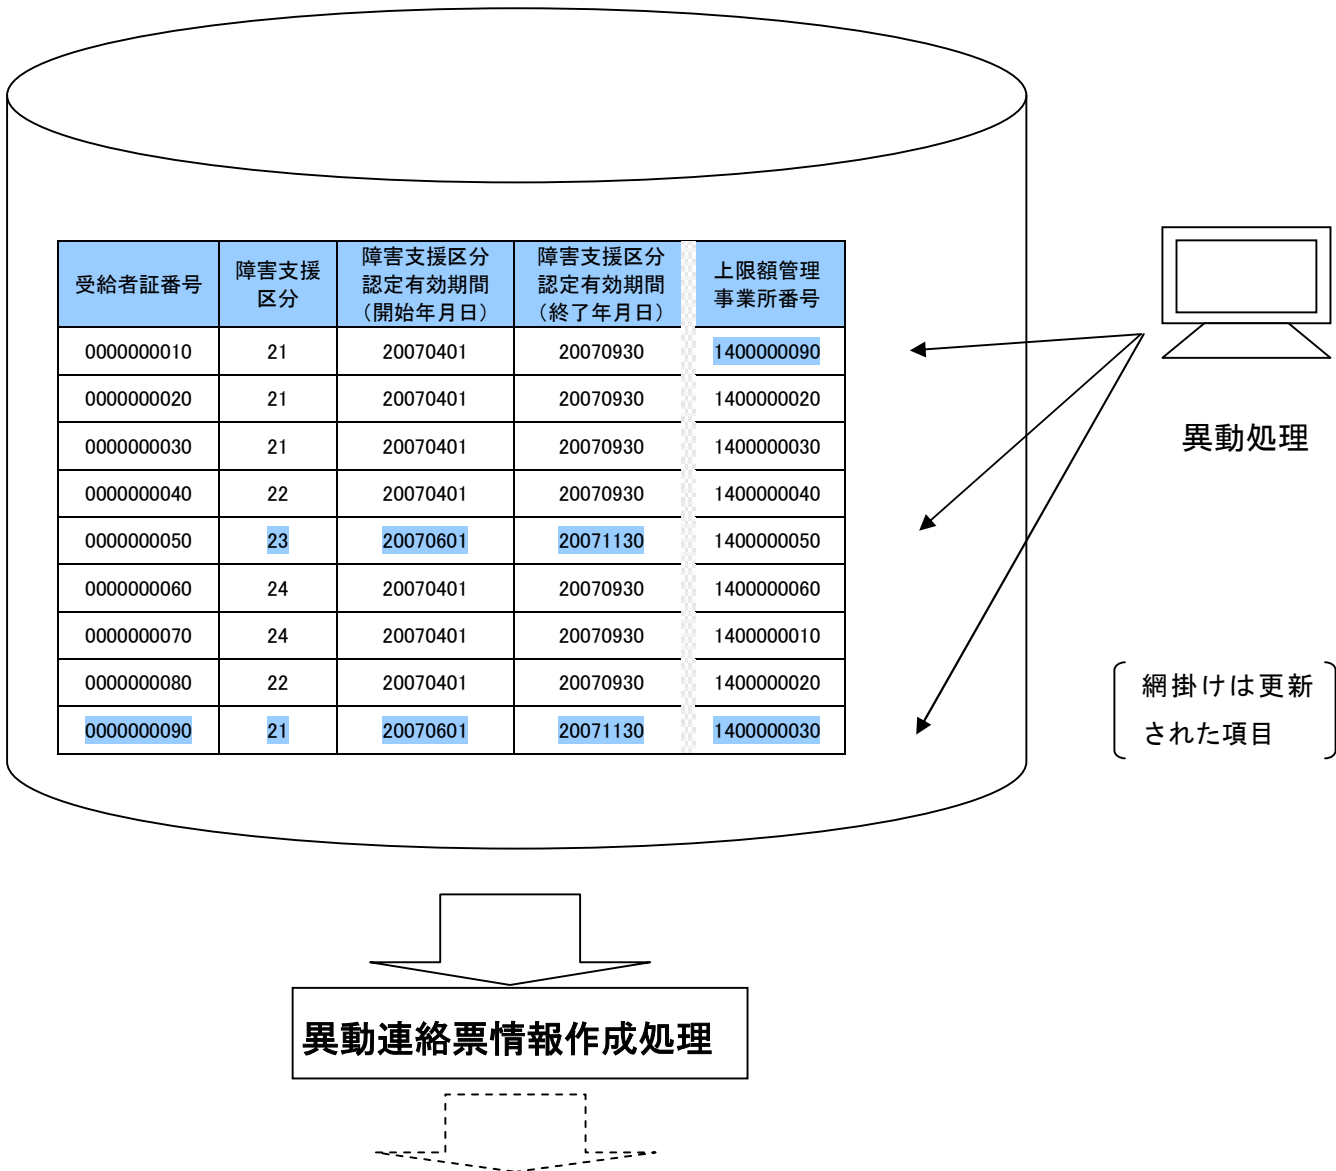 受給者証番号
障害支援
区分
障害支援区分
認定有効期間
（開始年月日）
障害支援区分
認定有効期間
（終了年月日）
上限額管理
事業所番号
0000000010 21 20070401 20070930 1400000090
0000000020 21 20070401 20070930 1400000020
0000000030 21 20070401 20070930 1400000030
0000000040 22 20070401 20070930 1400000040
0000000050 23 20070601 20071130 1400000050
0000000060 24 20070401 20070930 1400000060
0000000070 24 20070401 20070930 1400000010
0000000080 22 20070401 20070930 1400000020
0000000090 21 20070601 20071130 1400000030
異動処理
網掛けは更新
された項目
異動連絡票情報作成処理